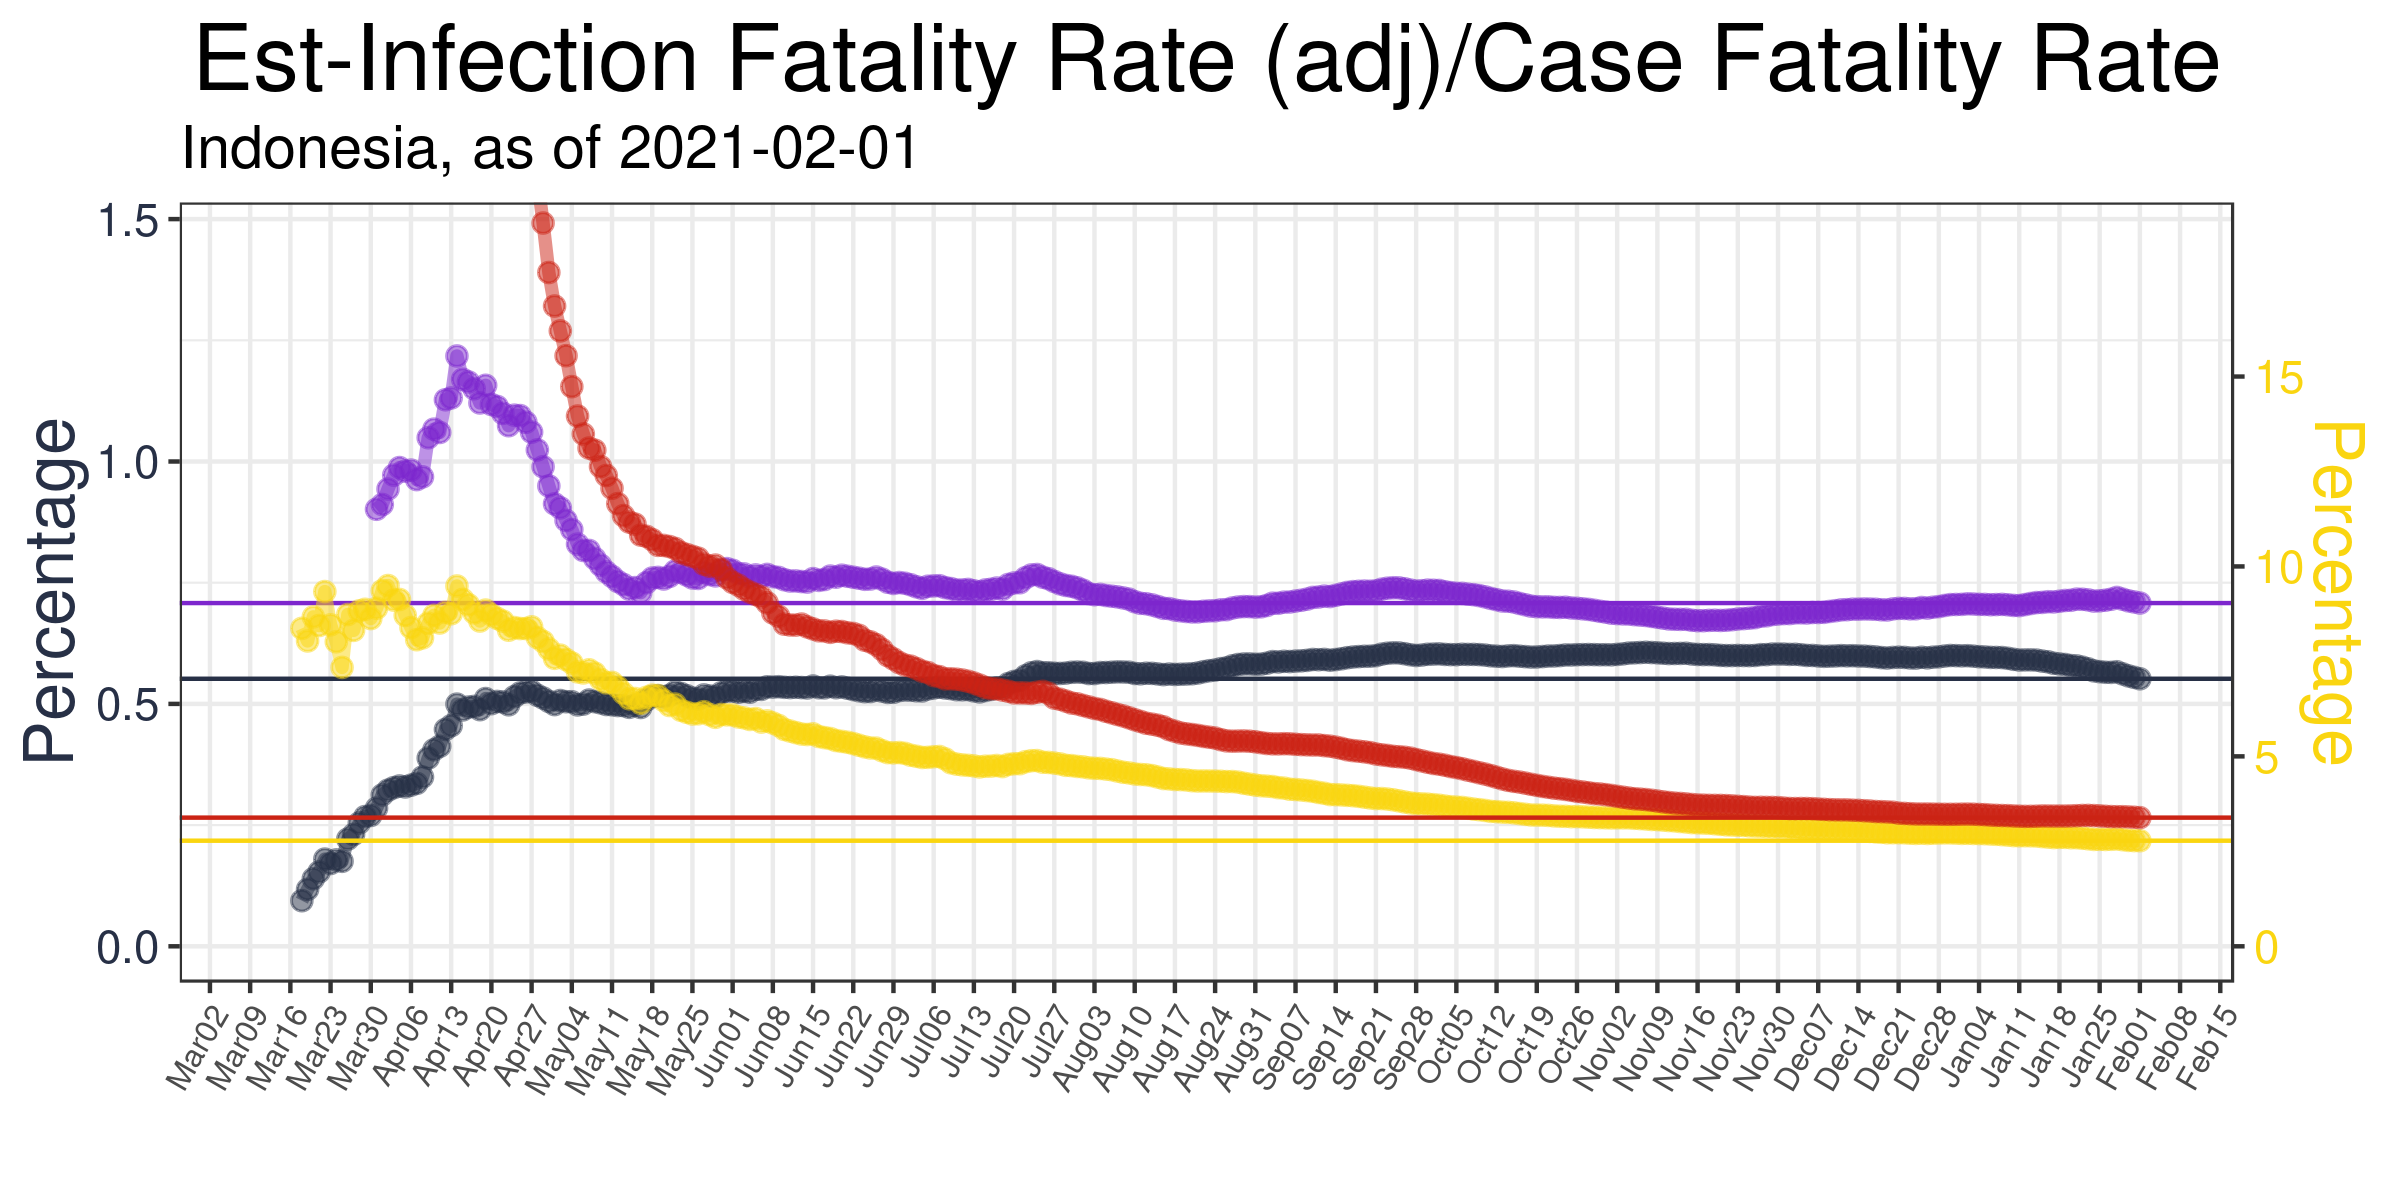 Est-Infection Fatality Rate (adj)/Case Fatality Rate
Indonesia, as of 2021-02-01
Percentage
1.5
1.0
0.5
0.0
15
10
5
0
Percentage
Mar02
Mar09
Mar16
Mar23
Mar30
Apr06
Apr13
Apr20
Apr27
May04
May11
May18
May25
Jun01
Jun08
Jun15
Jun22
Jun29
Jul06
Jul13
Jul20
Jul27
Aug03
Aug10
Aug17
Aug24
Aug31
Sep07
Sep14
Sep21
Sep28
Oct05
Oct12
Oct19
Oct26
Nov02
Nov09
Nov16
Nov23
Nov30
Dec07
Dec14
Dec21
Dec28
Jan04
Jan11
Jan18
Jan25
Feb01
Feb08
Feb15